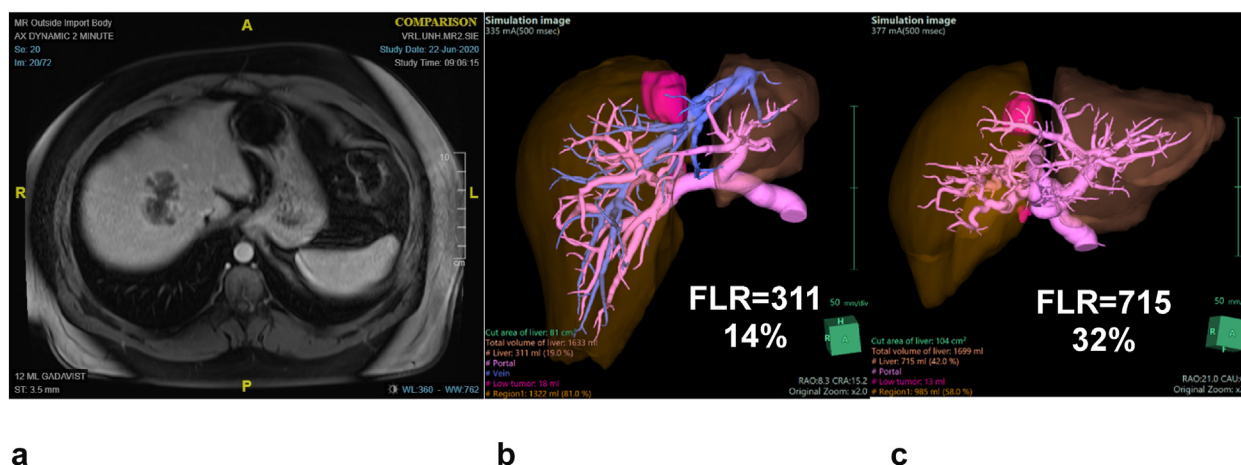 MR Outside Import Body
AX DYNAMIC 2 MINUTE
Se: 20
Im: 20/72
A
COMPARISON
VRL.UNH.MR2.SIE
Study Date: 22-Jun-2020
Study Time: 09:06:15
R
L
10
cm
12 ML GADAVIST
ST: 3.5 mm
P
WL:360 - WW:762
Simulation image
335 mA(500 msec)
FLR=311
14%
50 mm/div
H
R
A
Cut area of liver: 81 cm²
Total volume of liver: 1633 ml
# Liver: 311 ml (19.0 %)
# Portal
# Vein
# Low tumor: 18 ml
# Region1: 1322 ml (81.0 %)
RAO:8.3 CRA:15.2
Original Zoom: x2.0
Simulation image
377 mA(500 msec)
FLR=715
32%
50 mm
R
A
Cut area of liver: 104 cm²
Total volume of liver: 1699 ml
# Liver: 715 ml (42.0 %)
# Portal
# Low tumor: 13 ml
# Region1: 985 ml (58.0 %)
RAO:21.0 CAU:
Original Zoom: x
a
b
c